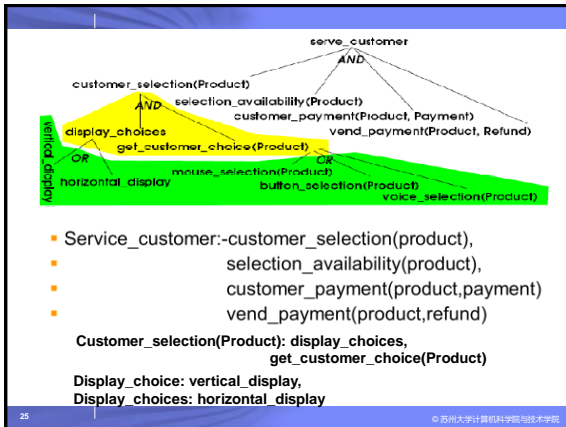 serve_customer
AND
customer_selection(Product)
selection_availability(Product)
customer_payment(Product, Payment)
vend_payment(Product, Refund)
AND
display_choices
get_customer_choice(Product)
vertical_display
OR
horizontal_display
OR
mouse_selection(Product)
button_selection(Product)
voice_selection(Product)
Service_customer:-customer_selection(product),
selection_availability(product),
customer_payment(product,payment)
vend_payment(product,refund)
Customer_selection(Product): display_choices,
get_customer_choice(Product)
Display_choice: vertical_display,
Display_choices: horizontal_display
25
© 苏州大学计算机科学院与技术学院